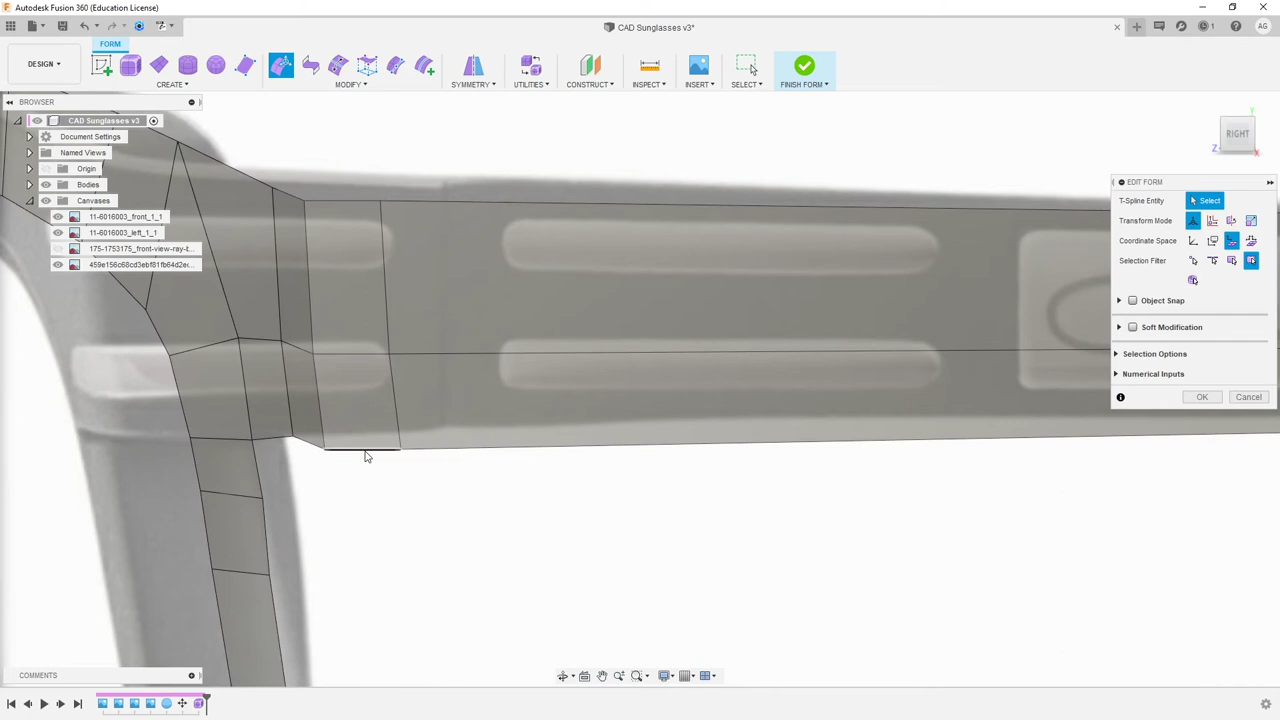 Autodesk Fusion 360 (Education License)
CAD Sunglasses v3*
1
AG
FORM
DESIGN
CREATE
MODIFY
SYMMETRY
UTILITIES
CONSTRUCT
INSPECT
INSERT
SELECT
FINISH FORM
BROWSER
CAD Sunglasses v3
Document Settings
Named Views
Origin
Bodies
Canvases
11-6016003_front_1_1
11-6016003_left_1_1
175-1753175_front-view-ray-t...
459e156c68cd3ebf81fb64d2ec...
Y
RIGHT
Z
X
EDIT FORM
T-Spline Entity
Select
Transform Mode
Coordinate Space
Selection Filter
Object Snap
Soft Modification
Selection Options
Numerical Inputs
OK
Cancel
COMMENTS